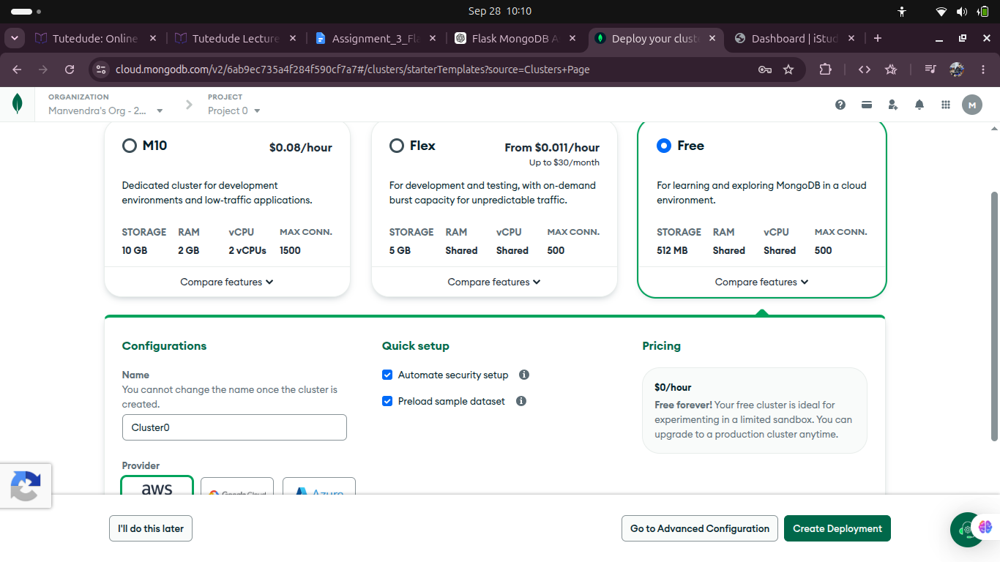 Sep 28 10:10
Tutedude: Online
Tutedude Lecture
Assignment_3_Fla
Flask MongoDB A
Deploy your clust
Dashboard | iStud
cloud.mongodb.com/v2/6ab9ec735a4f284f590cf7a7#/clusters/starterTemplates?source=Clusters+Page
ORGANIZATION
Manvendra's Org - 2...
PROJECT
Project 0
M
M10
$0.08/hour
Dedicated cluster for development
environments and low-traffic applications.
STORAGE RAM vCPU MAX CONN.
10 GB 2 GB 2 vCPUs 1500
Compare features
Flex
From $0.011/hour
Up to $30/month
For development and testing, with on-demand
burst capacity for unpredictable traffic.
STORAGE RAM vCPU MAX CONN.
5 GB Shared Shared 500
Compare features
Free
For learning and exploring MongoDB in a cloud
environment.
STORAGE RAM vCPU MAX CONN.
512 MB Shared Shared 500
Compare features
Configurations
Name
You cannot change the name once the cluster is
created.
Cluster0
Provider
aws
Google Cloud
Azure
Quick setup
Automate security setup
Preload sample dataset
Pricing
$0/hour
Free forever! Your free cluster is ideal for
experimenting in a limited sandbox. You can
upgrade to a production cluster anytime.
I'll do this later
Go to Advanced Configuration
Create Deployment